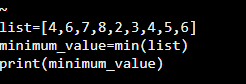 ~
list=[4,6,7,8,2,3,4,5,6]
minimum_value=min(list)
print(minimum_value)